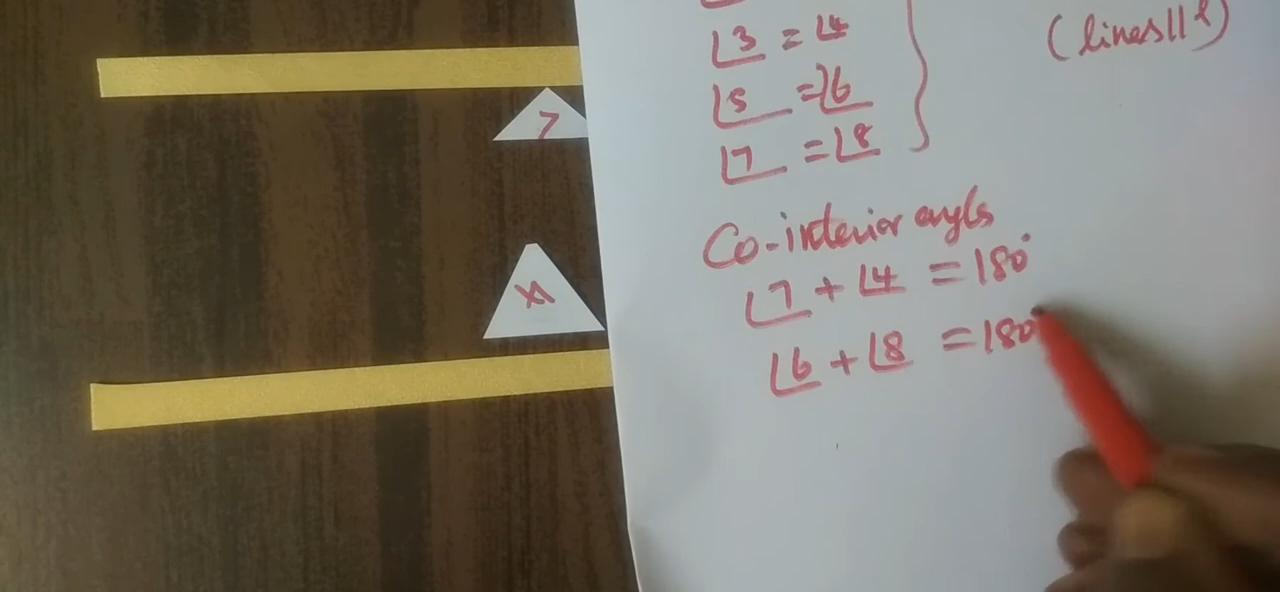 ∠3 = ∠4
(lines ||l)
∠5 = ∠6
∠7 = ∠8
7
Co-interior angls
∠7 + ∠4 = 180°
∠6 + ∠8 = 180°